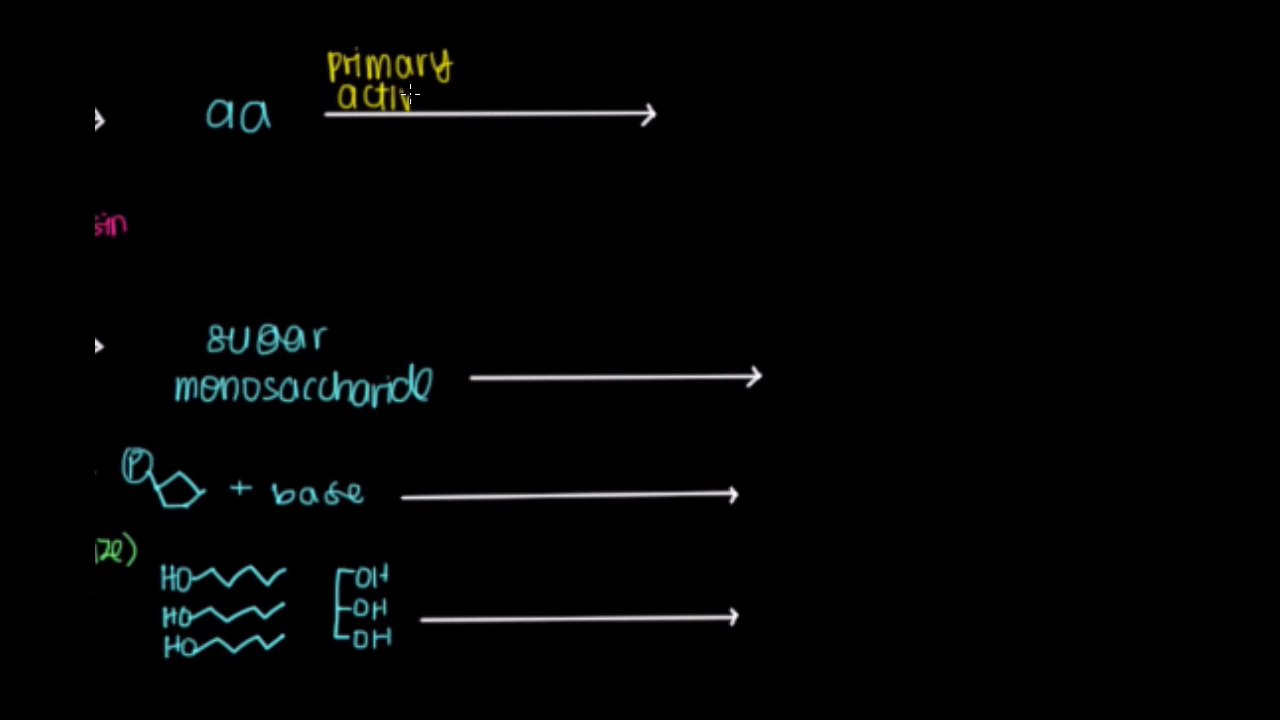 primary
aa activ
sin
sugar
monosaccharide
P + base
ze)
HO OH
HO OH
HO OH